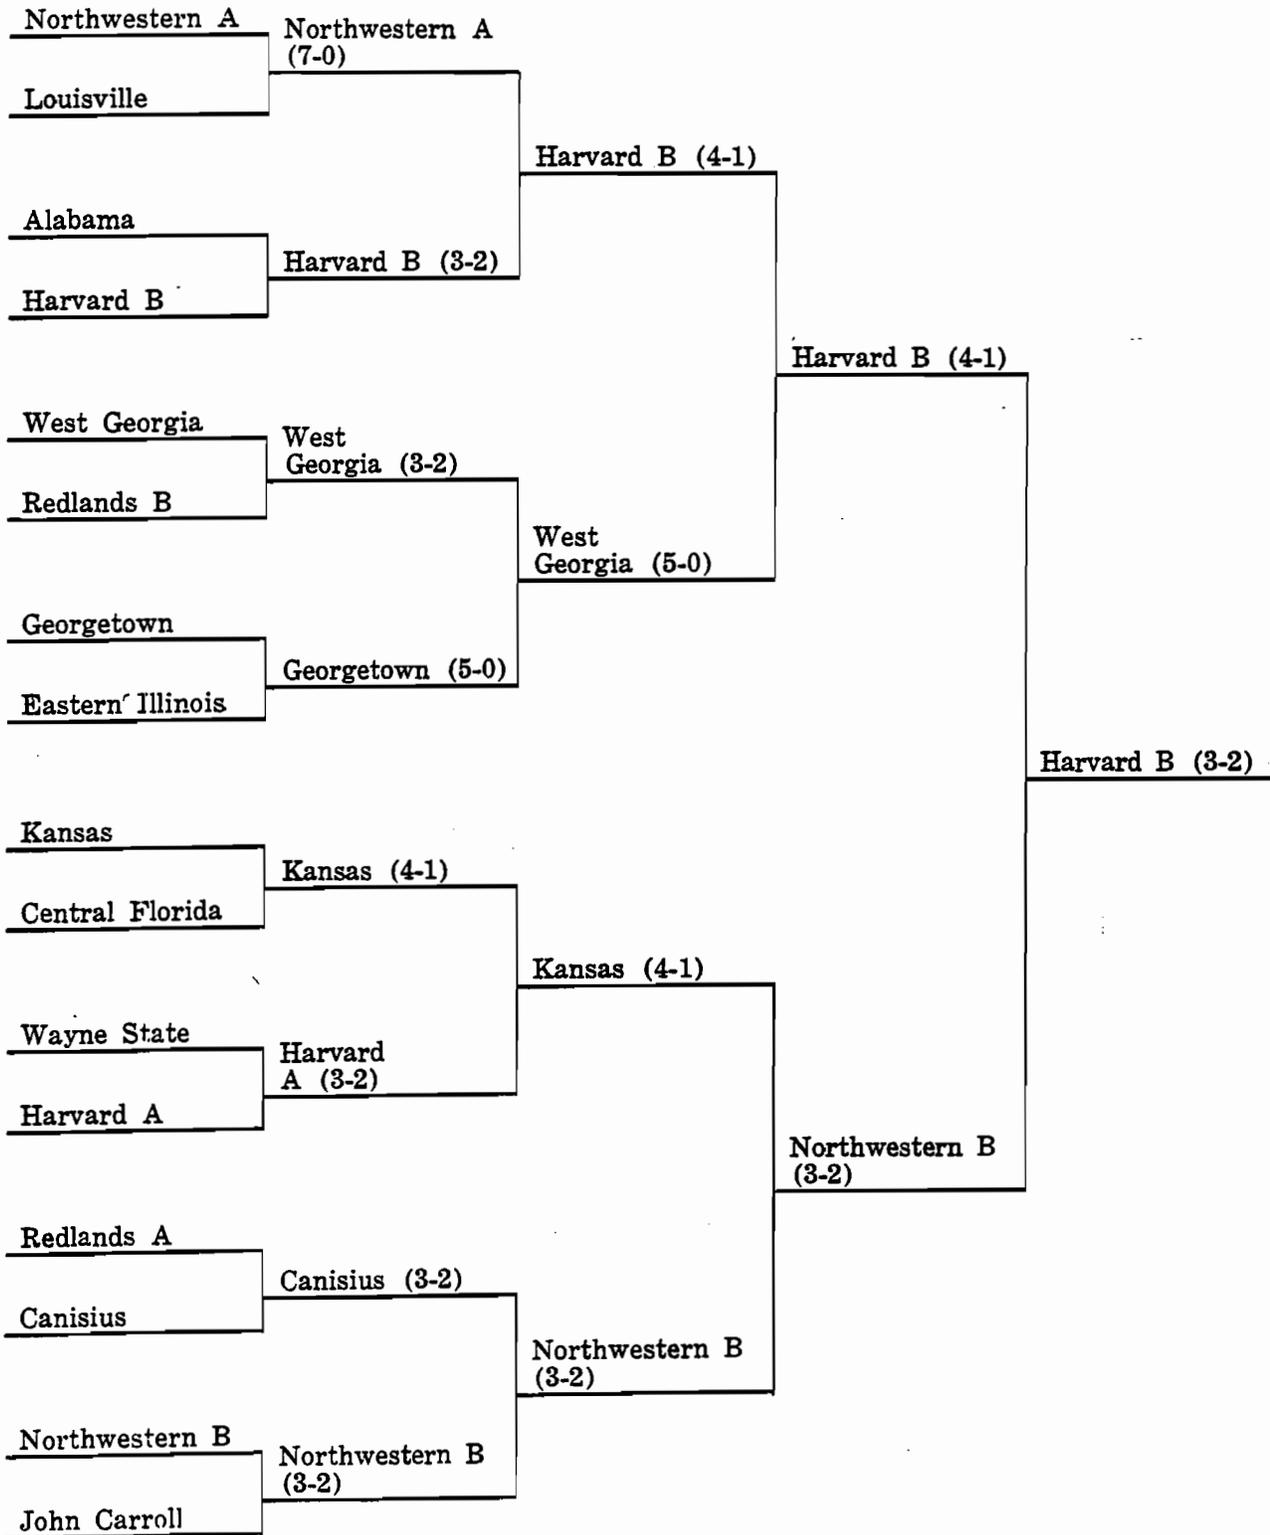 Northwestern A
Louisville
Alabama
Harvard B
West Georgia
Redlands B
Georgetown
Eastern Illinois
Kansas
Central Florida
Wayne State
Harvard A
Redlands A
Canisius
Northwestern B
John Carroll
Northwestern A
(7-0)
Harvard B (3-2)
West
Georgia (3-2)
Georgetown (5-0)
Kansas (4-1)
Harvard
A (3-2)
Canisius (3-2)
Northwestern B
(3-2)
Harvard B (4-1)
West
Georgia (5-0)
Kansas (4-1)
Northwestern B
(3-2)
Harvard B (4-1)
Northwestern B
(3-2)
Harvard B (3-2)